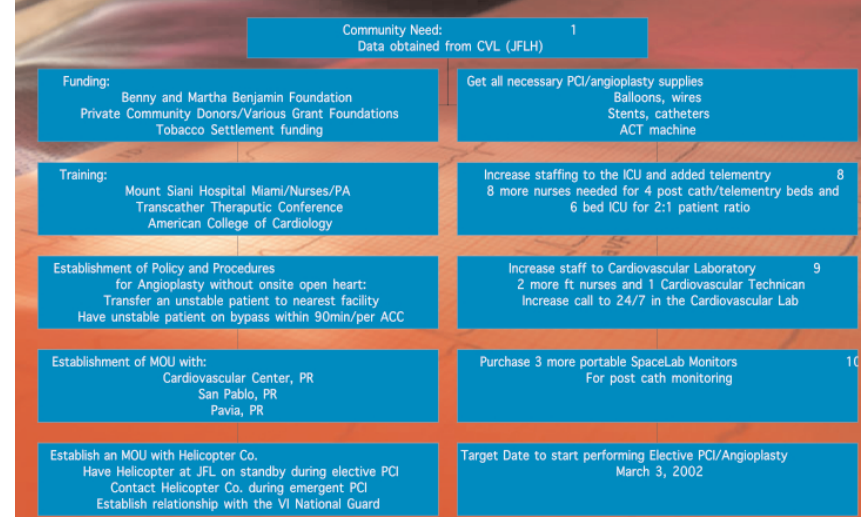 Community Need: 1
Data obtained from CVL (JFLH)
Funding:
Benny and Martha Benjamin Foundation
Private Community Donors/Various Grant Foundations
Tobacco Settlement funding
Training:
Mount Siani Hospital Miami/Nurses/PA
Transcather Theraputic Conference
American College of Cardiology
Establishment of Policy and Procedures
for Angioplasty without onsite open heart:
Transfer an unstable patient to nearest facility
Have unstable patient on bypass within 90min/per ACC
Establishment of MOU with:
Cardiovascular Center, PR
San Pablo, PR
Pavia, PR
Establish an MOU with Helicopter Co.
Have Helicopter at JFL on standby during elective PCI
Contact Helicopter Co. during emergent PCI
Establish relationship with the VI National Guard
Get all necessary PCI/angioplasty supplies
Balloons, wires
Stents, catheters
ACT machine
Increase staffing to the ICU and added telementry 8
8 more nurses needed for 4 post cath/telementry beds and
6 bed ICU for 2:1 patient ratio
Increase staff to Cardiovascular Laboratory 9
2 more ft nurses and 1 Cardiovascular Technican
Increase call to 24/7 in the Cardiovascular Lab
Purchase 3 more portable SpaceLab Monitors 10
For post cath monitoring
Target Date to start performing Elective PCI/Angioplasty
March 3, 2002